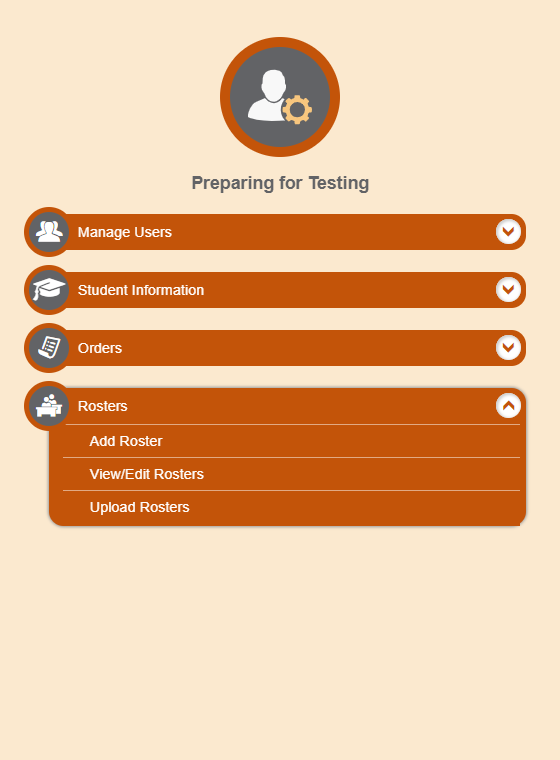 Preparing for Testing
Manage Users
Student Information
Orders
Rosters
Add Roster
View/Edit Rosters
Upload Rosters